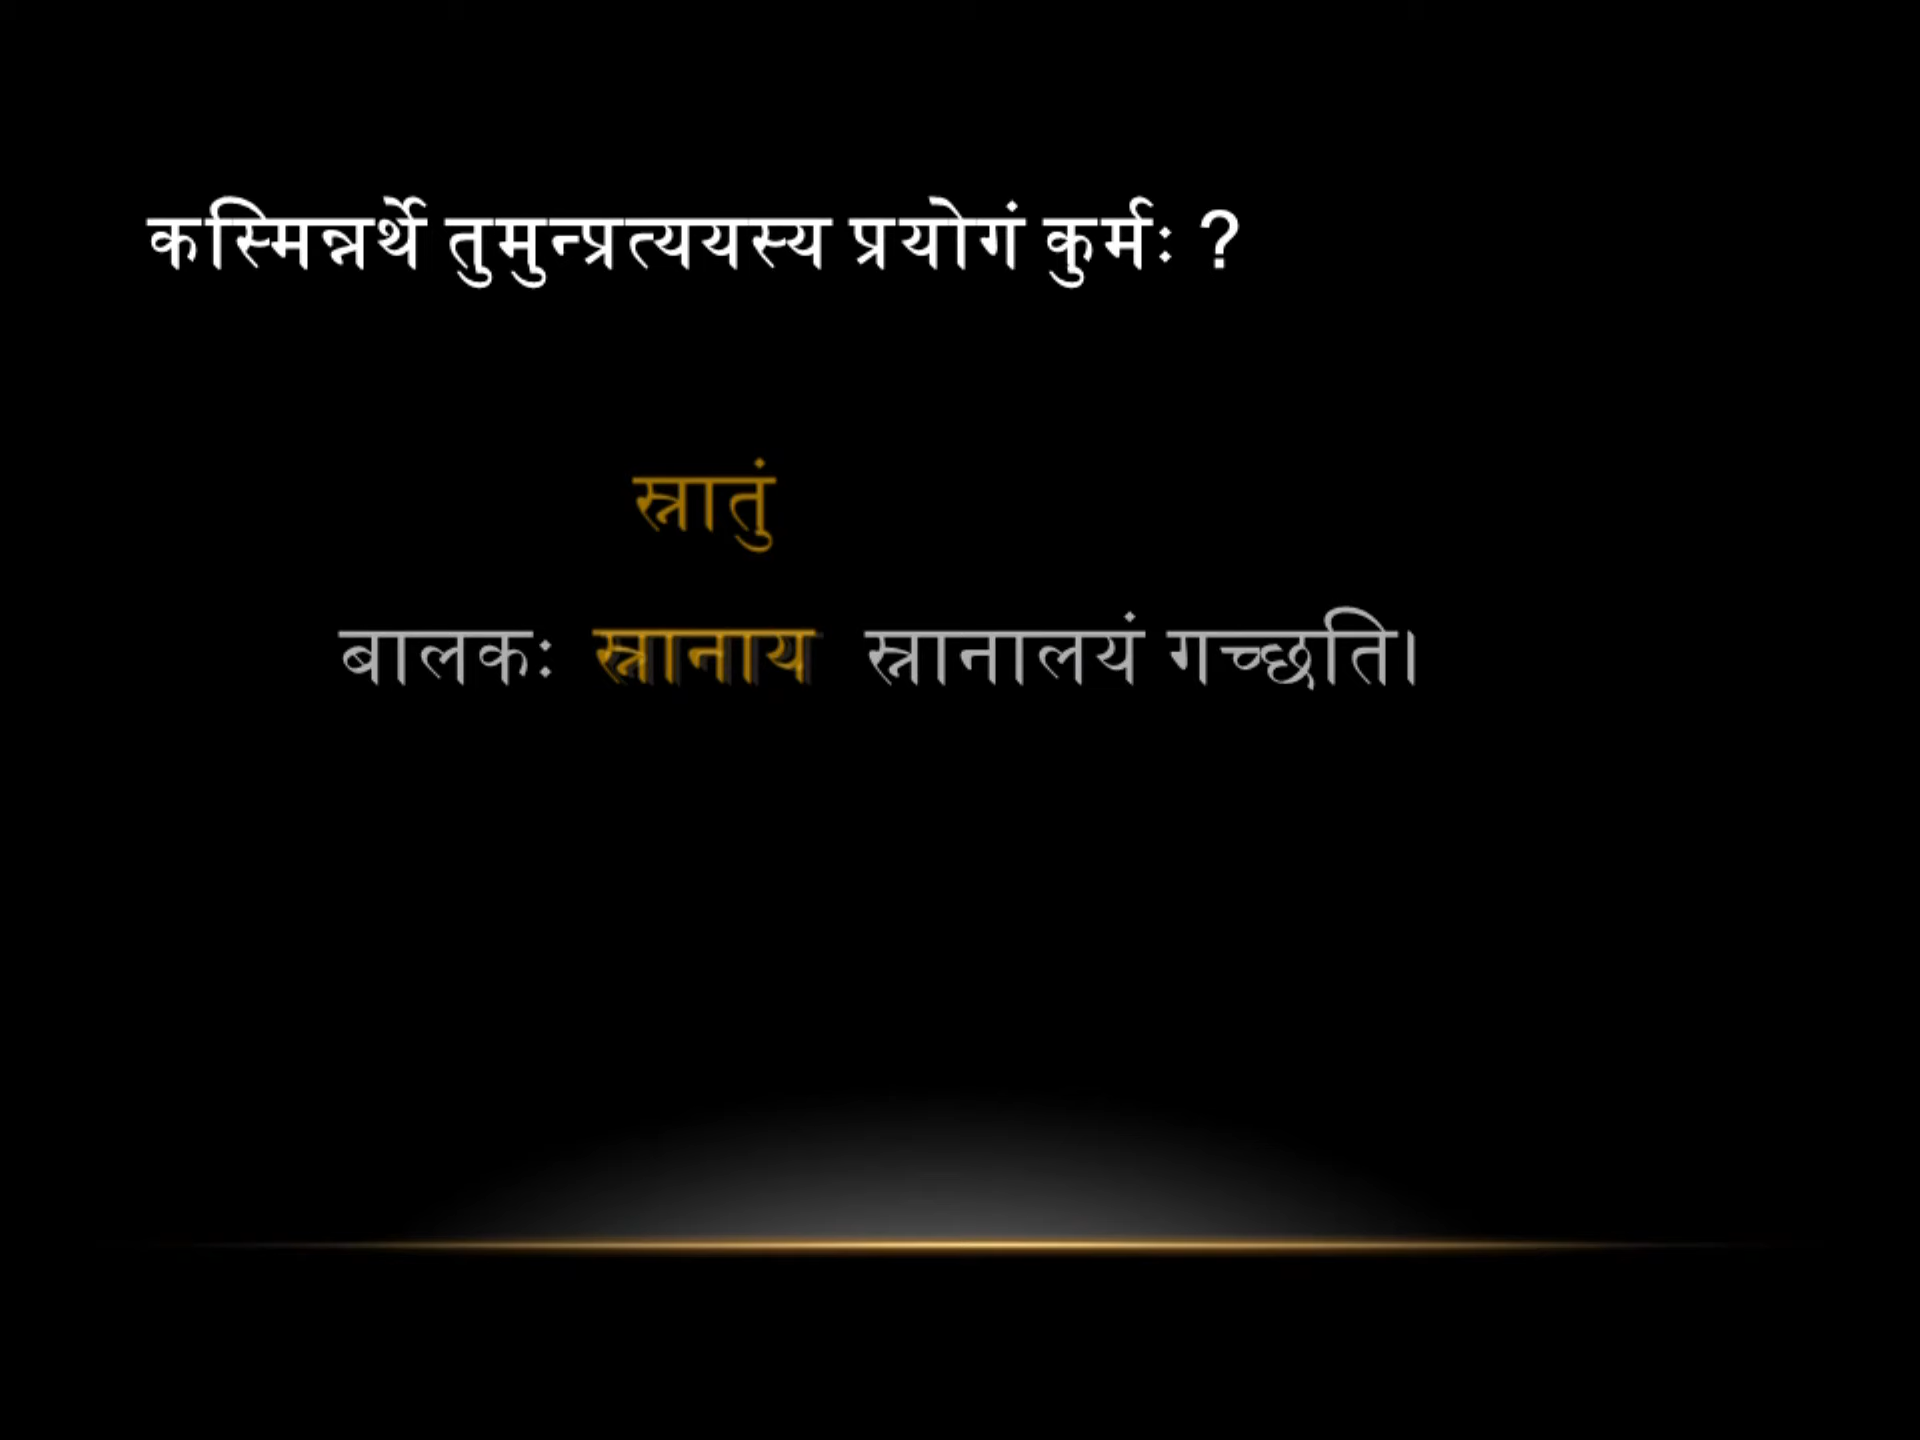 कस्मिन्नर्थे तुमुन्प्रत्ययस्य प्रयोगं कुर्मः ?
स्नातुं
बालकः स्नानाय स्नानालयं गच्छति।